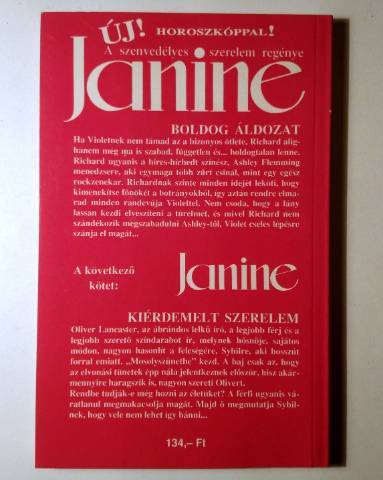 ÚJ! HOROSZKÓPPAL!
A szenvedélyes szerelem regénye
Janine
BOLDOG ÁLDOZAT
Ha Violetnek nem támad az a bizonyos ötlete, Richard alig-
hanem még ma is szabad, független és... boldogtalan lenne.
Richard ugyanis a híres-hírhedt színész, Ashley Flemming
menedzsere, aki egymaga több zűrt csinál, mint egy egész
rockzenekar. Richardnak szinte minden idejét leköti, hogy
kimenekítse főnökét a botrányokból, így aztán rendre elma-
rad minden randevúja Violettel. Nem csoda, hogy a lány
lassan kezdi elveszíteni a türelmét, és mivel Richard nem
szándékozik megszabadulni Ashley-től, Violet cseles lépésre
szánja el magát...
A következő
kötet:
Janine
KIÉRDEMELT SZERELEM
Oliver Lancaster, az ábrándos lelkű író, a legjobb férj és a
legjobb szerető színdarabot ír, melynek hősnője, sajátos
módon, nagyon hasonlít a feleségére, Sybilre, aki bosszút
forral emiatt. „Mosolyszünetbe" kezd. A baj csak az, hogy
az elvonási tünetek épp nála jelentkeznek először, hisz akár-
mennyire haragszik is, nagyon szereti Olivert.
Rendbe tudják-e még hozni az életüket? A férfi ugyanis vá-
ratlanul megmakacsolja magát. Majd ő megmutatja Sybil-
nek, hogy vele nem lehet így bánni...
134,– Ft